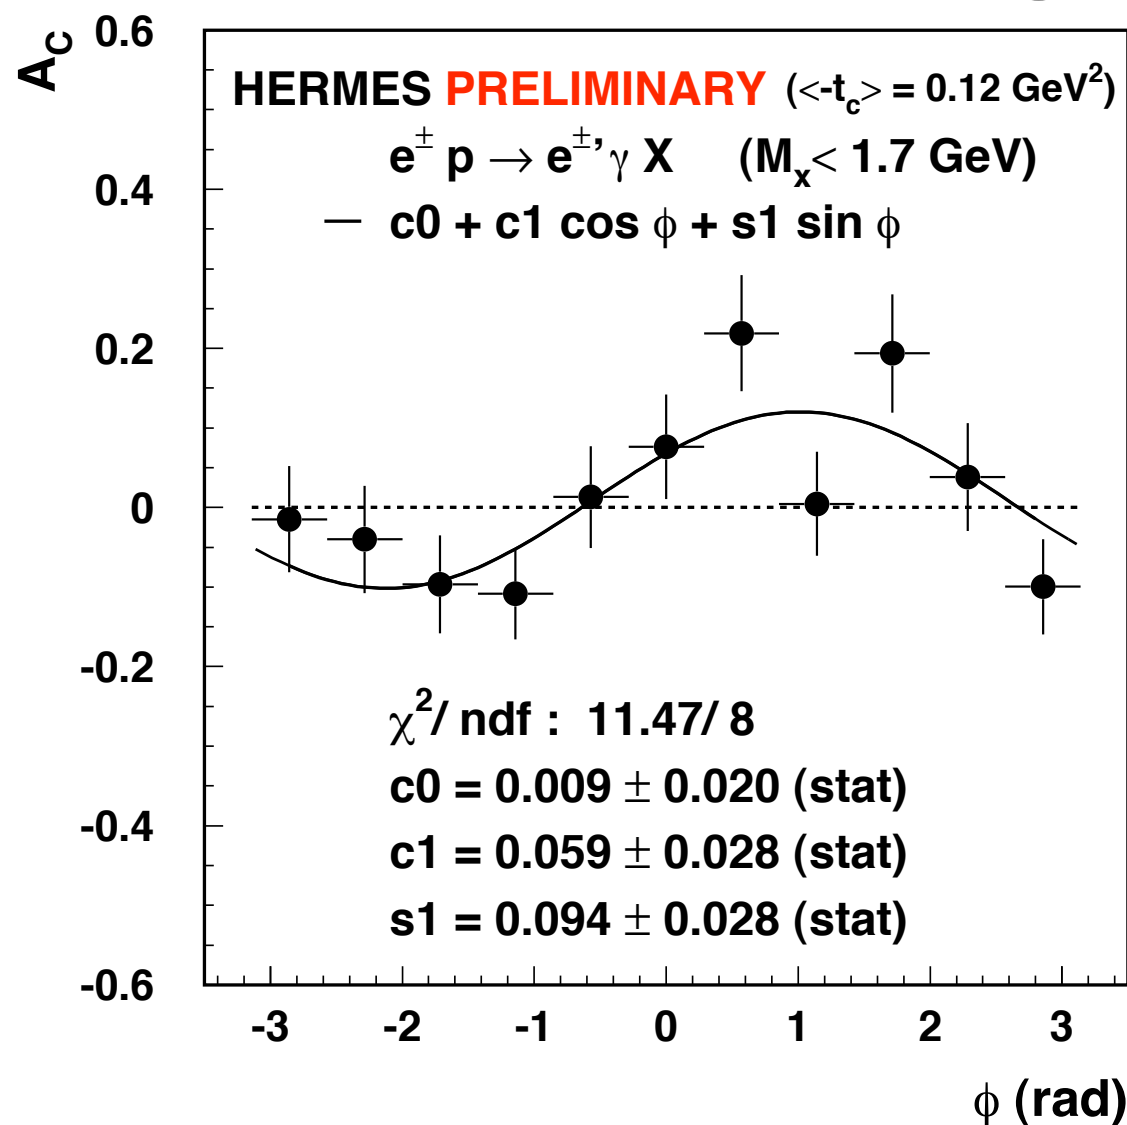 A_C
0.6
HERMES PRELIMINARY (<-t_c> = 0.12 GeV²)
e^± p → e^±’ γ X (M_x< 1.7 GeV)
0.4
— c0 + c1 cos ϕ + s1 sin ϕ
0.2
0
-0.2
χ²/ ndf : 11.47/ 8
c0 = 0.009 ± 0.020 (stat)
-0.4
c1 = 0.059 ± 0.028 (stat)
s1 = 0.094 ± 0.028 (stat)
-0.6
-3 -2 -1 0 1 2 3
ϕ (rad)